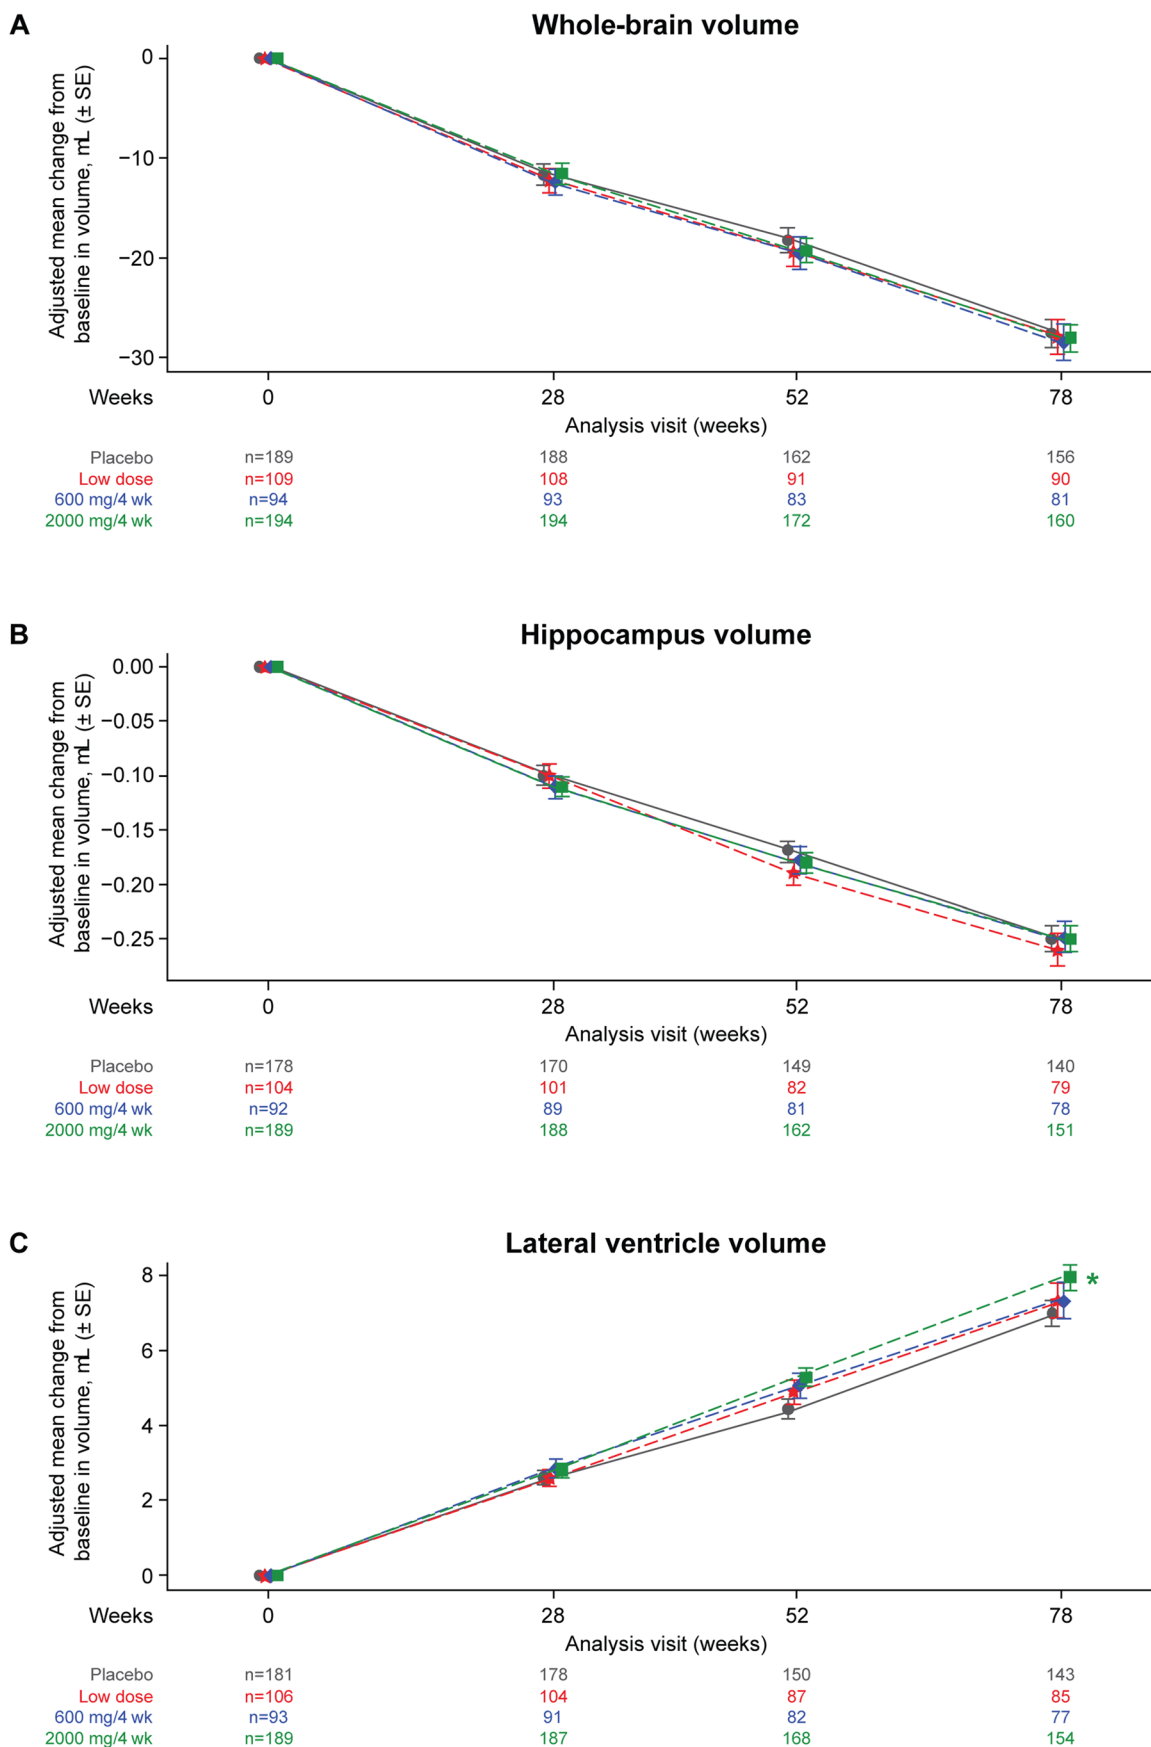 A
Whole-brain volume
Adjusted mean change from
baseline in volume, mL (± SE)
0
−10
−20
−30
Weeks 0 28 52 78
Analysis visit (weeks)
Placebo n=189 188 162 156
Low dose n=109 108 91 90
600 mg/4 wk n=94 93 83 81
2000 mg/4 wk n=194 194 172 160
B
Hippocampus volume
Adjusted mean change from
baseline in volume, mL (± SE)
0.00
−0.05
−0.10
−0.15
−0.20
−0.25
Weeks 0 28 52 78
Analysis visit (weeks)
Placebo n=178 170 149 140
Low dose n=104 101 82 79
600 mg/4 wk n=92 89 81 78
2000 mg/4 wk n=189 188 162 151
C
Lateral ventricle volume
Adjusted mean change from
baseline in volume, mL (± SE)
8
6
4
2
0
*
Weeks 0 28 52 78
Analysis visit (weeks)
Placebo n=181 178 150 143
Low dose n=106 104 87 85
600 mg/4 wk n=93 91 82 77
2000 mg/4 wk n=189 187 168 154